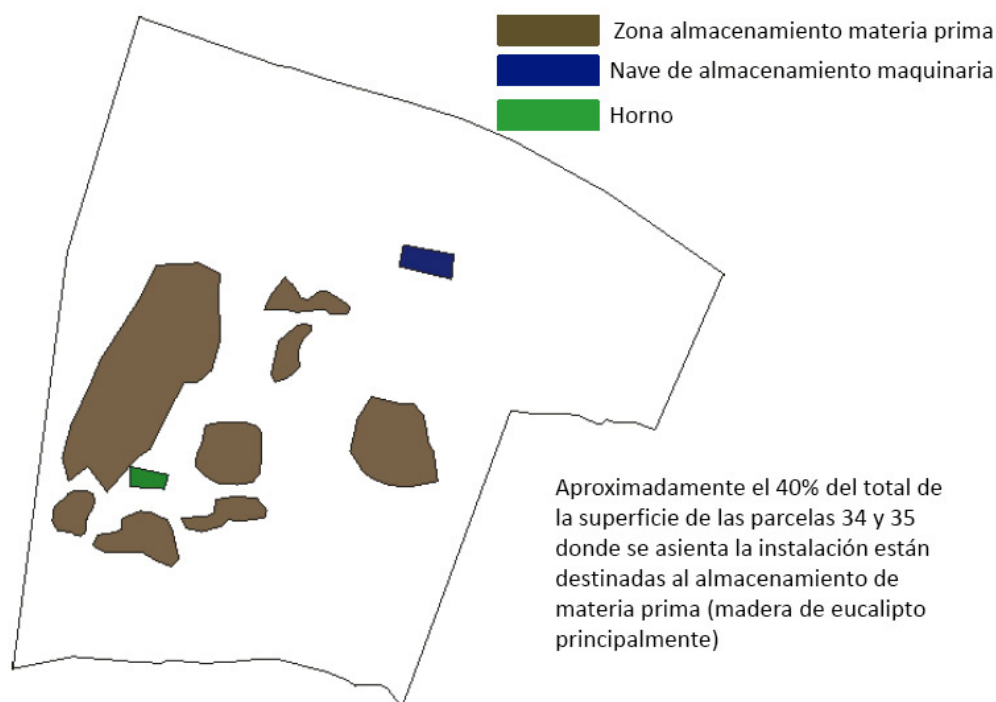 Zona almacenamiento materia prima
Nave de almacenamiento maquinaria
Horno
Aproximadamente el 40% del total de
la superficie de las parcelas 34 y 35
donde se asienta la instalación están
destinadas al almacenamiento de
materia prima (madera de eucalipto
principalmente)